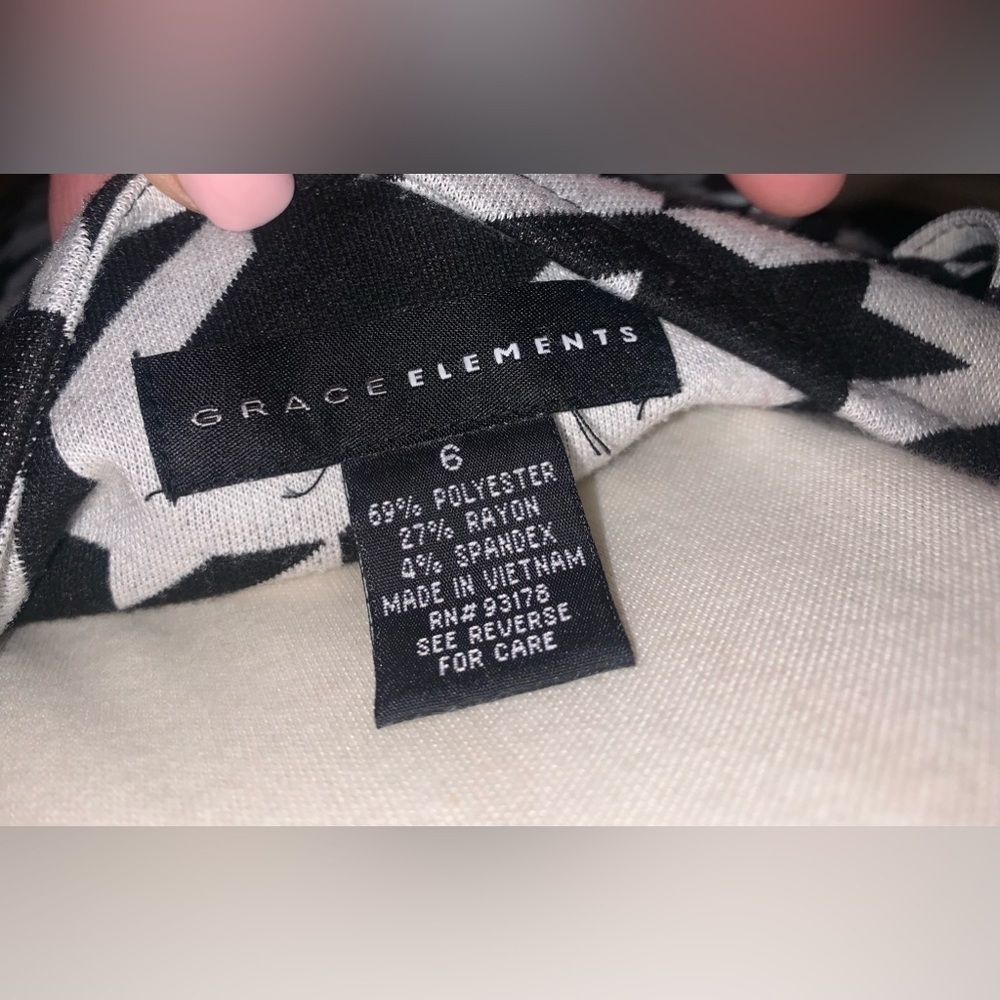 GRACE ELEMENTS
6
69% POLYESTER
27% RAYON
4% SPANDEX
MADE IN VIETNAM
RN# 93178
SEE REVERSE
FOR CARE